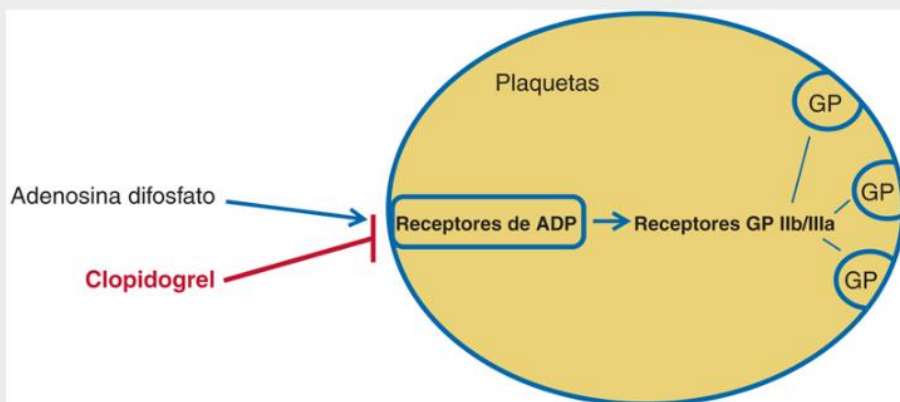 Plaquetas
GP
GP
Adenosina difosfato
Receptores de ADP
Receptores GP IIb/IIIa
Clopidogrel
GP